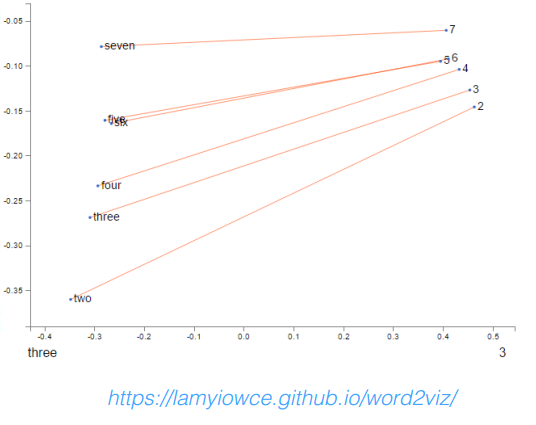 -0.05
seven
7
-0.10
5
6
4
-0.15
five
six
3
2
-0.20
four
-0.25
three
-0.30
-0.35
two
-0.4 -0.3 -0.2 -0.1 0.0 0.1 0.2 0.3 0.4 0.5
three 3
https://lamyiowce.github.io/word2viz/